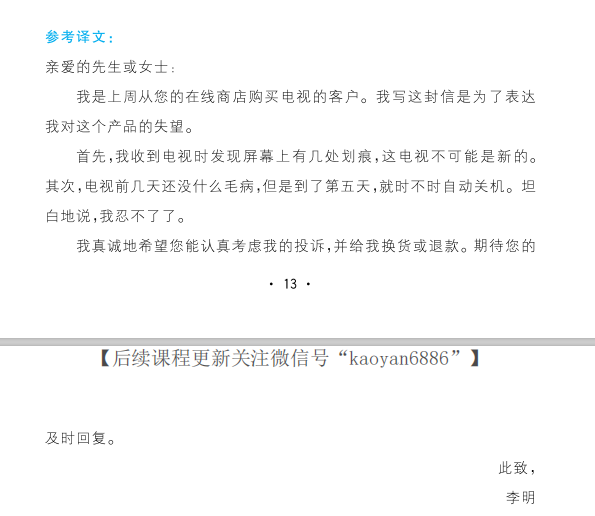 参考译文:
亲爱的先生或女士:
我是上周从您的在线商店购买电视的客户。我写这封信是为了表达
我对这个产品的失望。
首先,我收到电视时发现屏幕上有几处划痕,这电视不可能是新的。
其次,电视前几天还没什么毛病,但是到了第五天,就时不时自动关机。坦
白地说,我忍不了了。
我真诚地希望您能认真考虑我的投诉,并给我换货或退款。期待您的
• 13 •
【后续课程更新关注微信号“kaoyan6886”】
及时回复。
此致,
李明